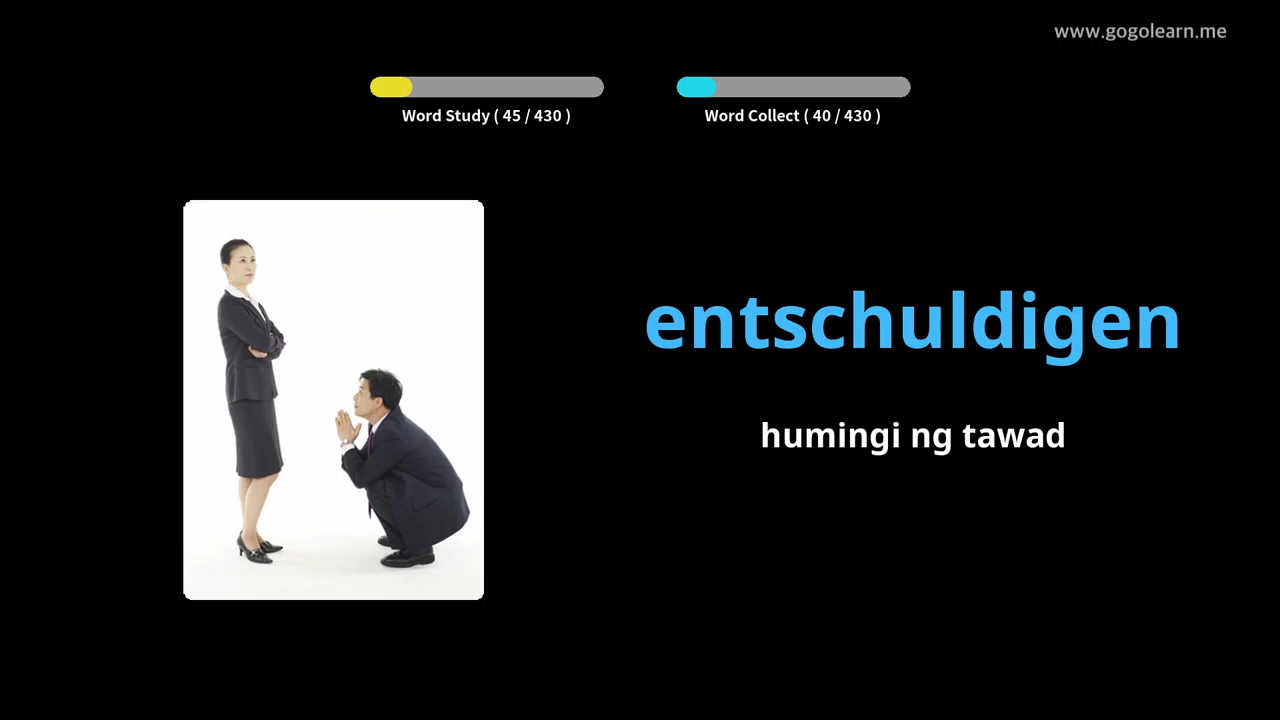 www.gogolearn.me
Word Study ( 45 / 430 )
Word Collect ( 40 / 430 )
entschuldigen
humingi ng tawad